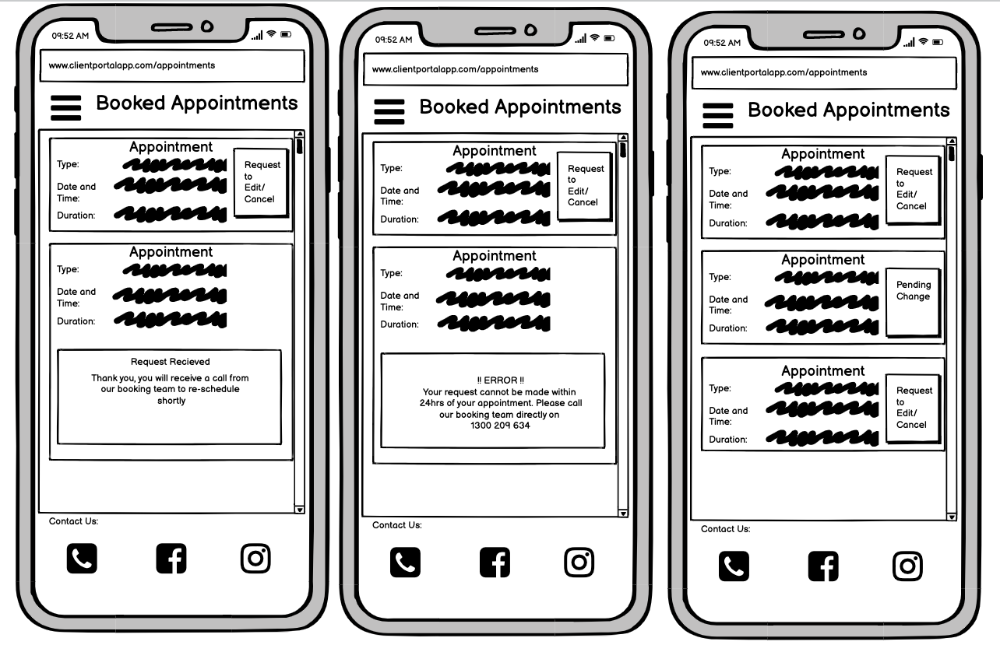 09:52 AM
www.clientportalapp.com/appointments
Booked Appointments
Appointment
Type:
Date and
Time:
Duration:
Request
to
Edit/
Cancel
Appointment
Type:
Date and
Time:
Duration:
Request Recieved
Thank you, you will receive a call from
our booking team to re-schedule
shortly
Contact Us:
09:52 AM
www.clientportalapp.com/appointments
Booked Appointments
Appointment
Type:
Date and
Time:
Duration:
Request
to
Edit/
Cancel
Appointment
Type:
Date and
Time:
Duration:
!! ERROR !!
Your request cannot be made within
24hrs of your appointment. Please call
our booking team directly on
1300 209 634
Contact Us:
09:52 AM
www.clientportalapp.com/appointments
Booked Appointments
Appointment
Type:
Date and
Time:
Duration:
Request
to
Edit/
Cancel
Appointment
Type:
Date and
Time:
Duration:
Pending
Change
Appointment
Type:
Date and
Time:
Duration:
Request
to
Edit/
Cancel
Contact Us: